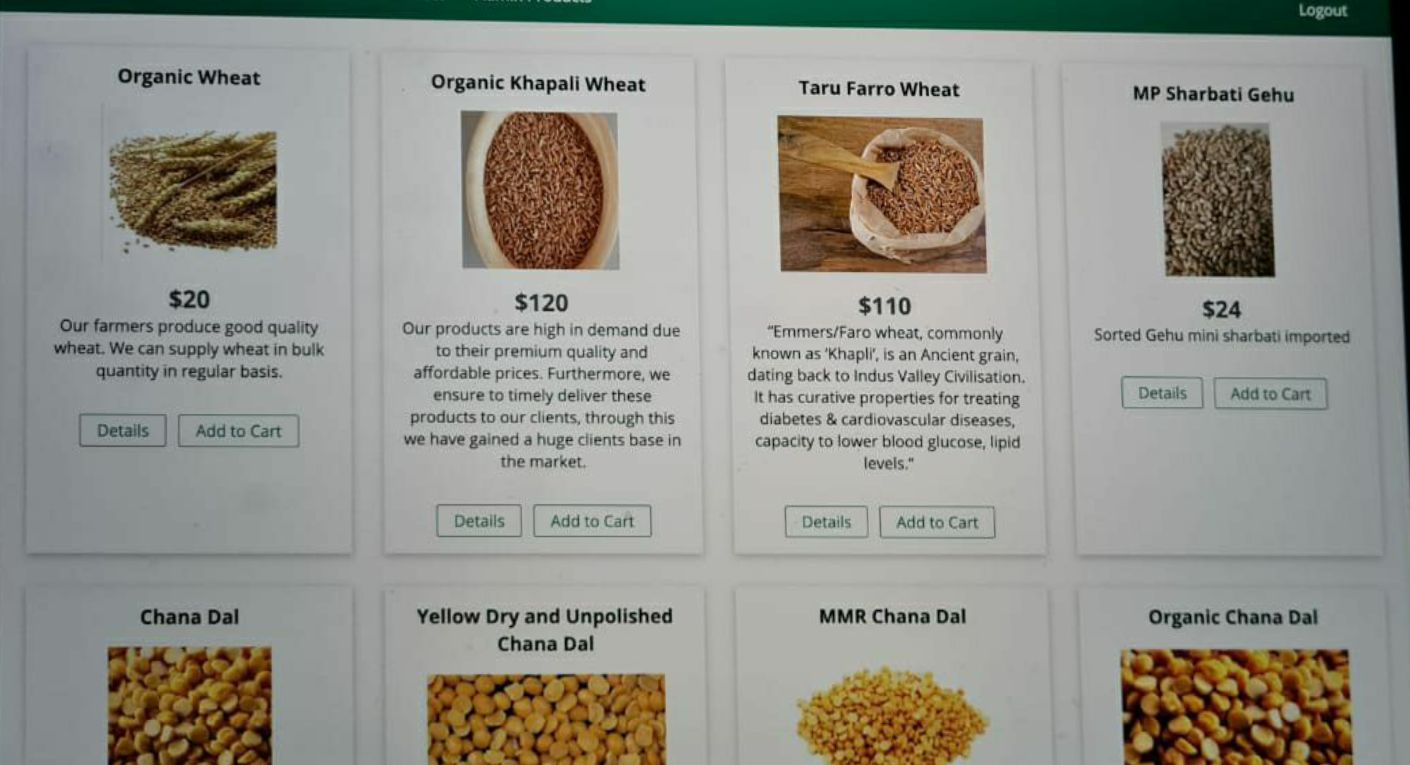 Logout
Organic Wheat
$20
Our farmers produce good quality
wheat. We can supply wheat in bulk
quantity in regular basis.
Details
Add to Cart
Organic Khapali Wheat
$120
Our products are high in demand due
to their premium quality and
affordable prices. Furthermore, we
ensure to timely deliver these
products to our clients, through this
we have gained a huge clients base in
the market.
Details
Add to Cart
Taru Farro Wheat
$110
“Emmers/Faro wheat, commonly
known as ‘Khapli’, is an Ancient grain,
dating back to Indus Valley Civilisation.
It has curative properties for treating
diabetes & cardiovascular diseases,
capacity to lower blood glucose, lipid
levels.“
Details
Add to Cart
MP Sharbati Gehu
$24
Sorted Gehu mini sharbati imported
Details
Add to Cart
Chana Dal
Yellow Dry and Unpolished
Chana Dal
MMR Chana Dal
Organic Chana Dal